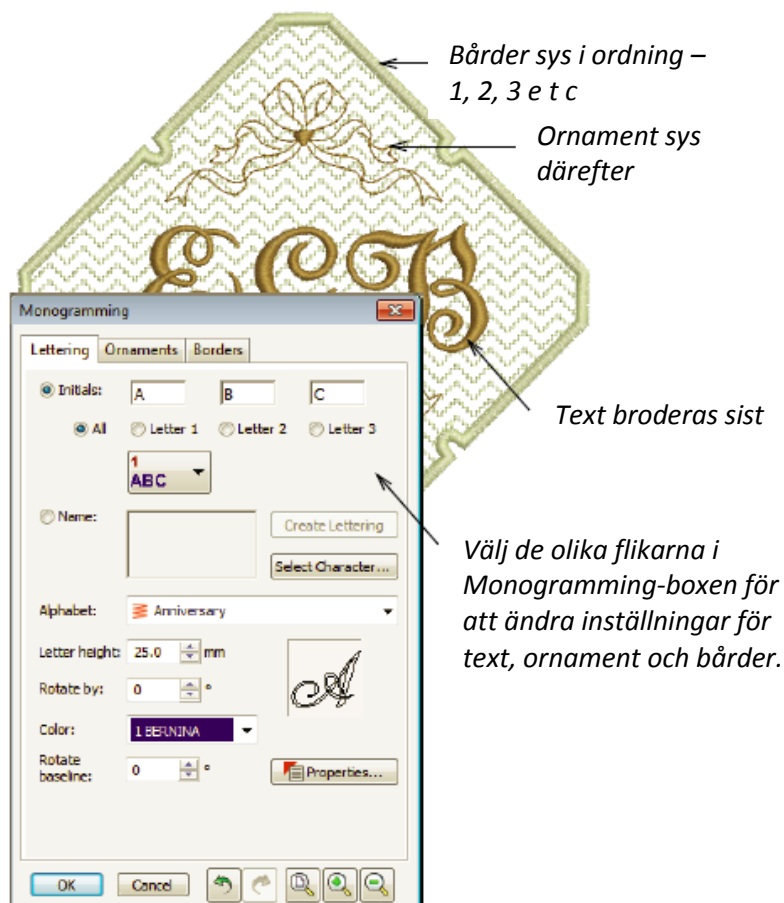 Bårder sys i ordning –
1, 2, 3 e t c
Ornament sys
därefter
ECB
Text broderas sist
Välj de olika flikarna i
Monogramming-boxen för
att ändra inställningar för
text, ornament och bårder.
Monogramming
Lettering Ornaments Borders
Initials: A B C
All Letter 1 Letter 2 Letter 3
1
ABC
Name:
Create Lettering
Select Character...
Alphabet: Anniversary
Letter height: 25.0 mm
A
Rotate by: 0 °
Color: 1 BERNINA
Rotate
baseline: 0 °
Properties...
OK Cancel